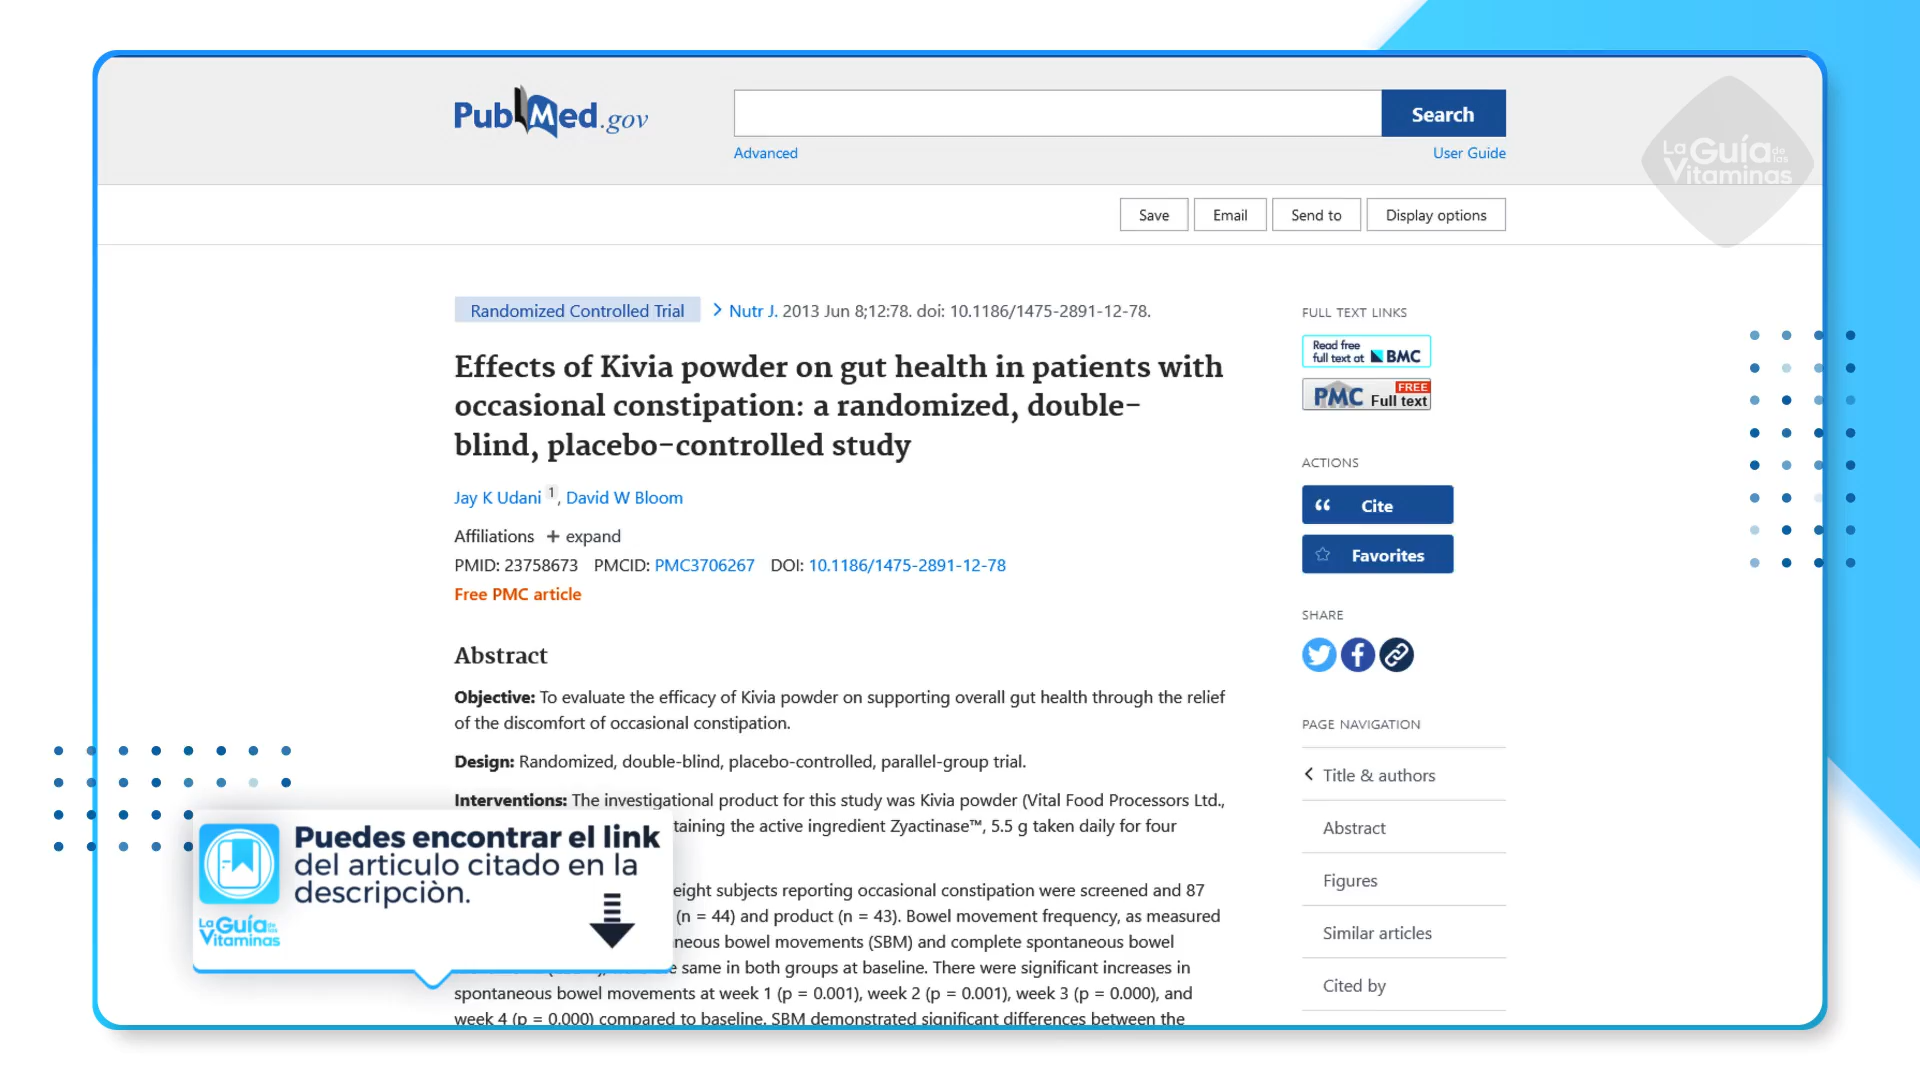 PubMed.gov
Search
Advanced
User Guide
La Guía de las
Vitaminas
Save
Email
Send to
Display options
Randomized Controlled Trial
Nutr J. 2013 Jun 8;12:78. doi: 10.1186/1475-2891-12-78.
Effects of Kivia powder on gut health in patients with
occasional constipation: a randomized, double-
blind, placebo-controlled study
Jay K Udani 1, David W Bloom
Affiliations + expand
PMID: 23758673 PMCID: PMC3706267 DOI: 10.1186/1475-2891-12-78
Free PMC article
Abstract
Objective: To evaluate the efficacy of Kivia powder on supporting overall gut health through the relief
of the discomfort of occasional constipation.
Design: Randomized, double-blind, placebo-controlled, parallel-group trial.
Interventions: The investigational product for this study was Kivia powder (Vital Food Processors Ltd.,
taining the active ingredient Zyactinase™, 5.5 g taken daily for four
eight subjects reporting occasional constipation were screened and 87
(n = 44) and product (n = 43). Bowel movement frequency, as measured
neous bowel movements (SBM) and complete spontaneous bowel
same in both groups at baseline. There were significant increases in
spontaneous bowel movements at week 1 (p = 0.001), week 2 (p = 0.001), week 3 (p = 0.000), and
week 4 (p = 0.000) compared to baseline. SBM demonstrated significant differences between the
Puedes encontrar el link
del articulo citado en la
descripciòn.
La Guía de las
Vitaminas
FULL TEXT LINKS
Read free
full text at BMC
PMC FREE
Full text
ACTIONS
Cite
Favorites
SHARE
PAGE NAVIGATION
Title & authors
Abstract
Figures
Similar articles
Cited by